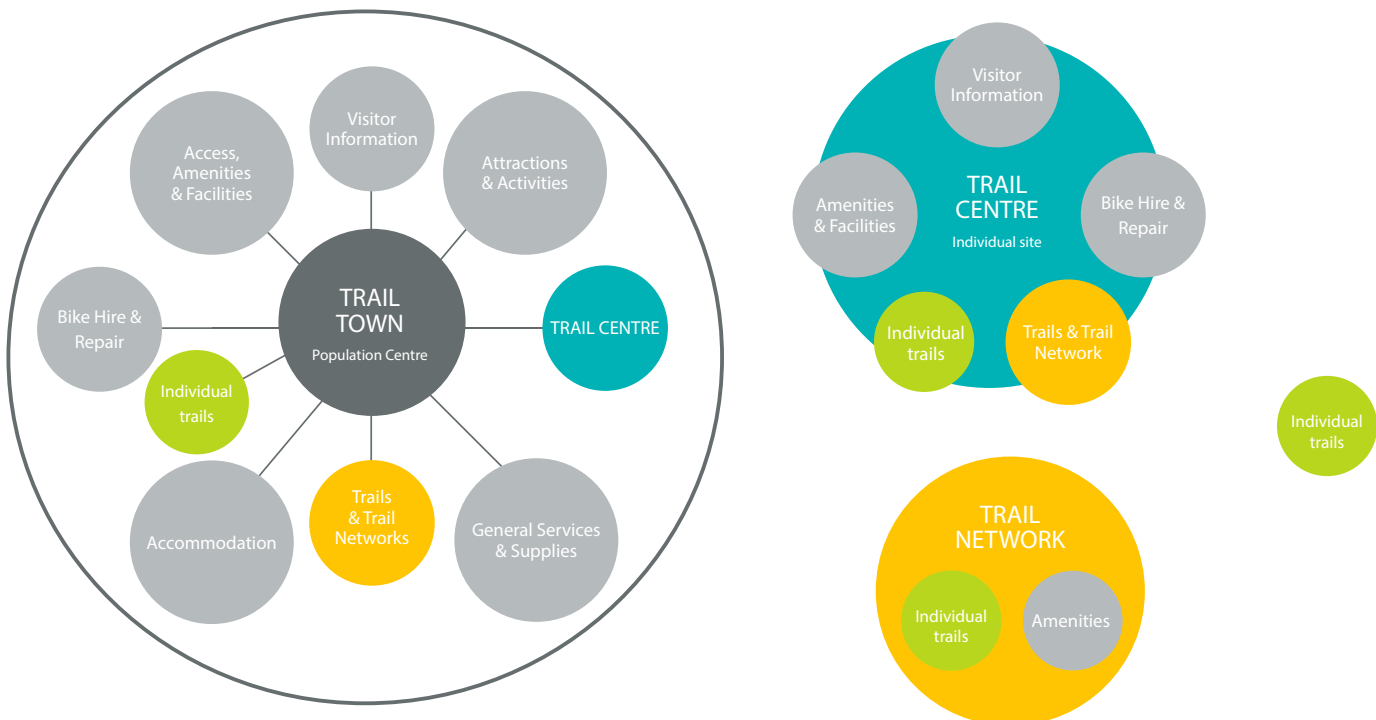 Visitor
Information
Access,
Amenities
& Facilities
Attractions
& Activities
Bike Hire &
Repair
TRAIL
TOWN
Population Centre
TRAIL CENTRE
Individual
trails
Accommodation
Trails
& Trail
Networks
General Services
& Supplies
Visitor
Information
Amenities
& Facilities
TRAIL
CENTRE
Individual site
Bike Hire &
Repair
Individual
trails
Trails & Trail
Network
Individual
trails
TRAIL
NETWORK
Individual
trails
Amenities